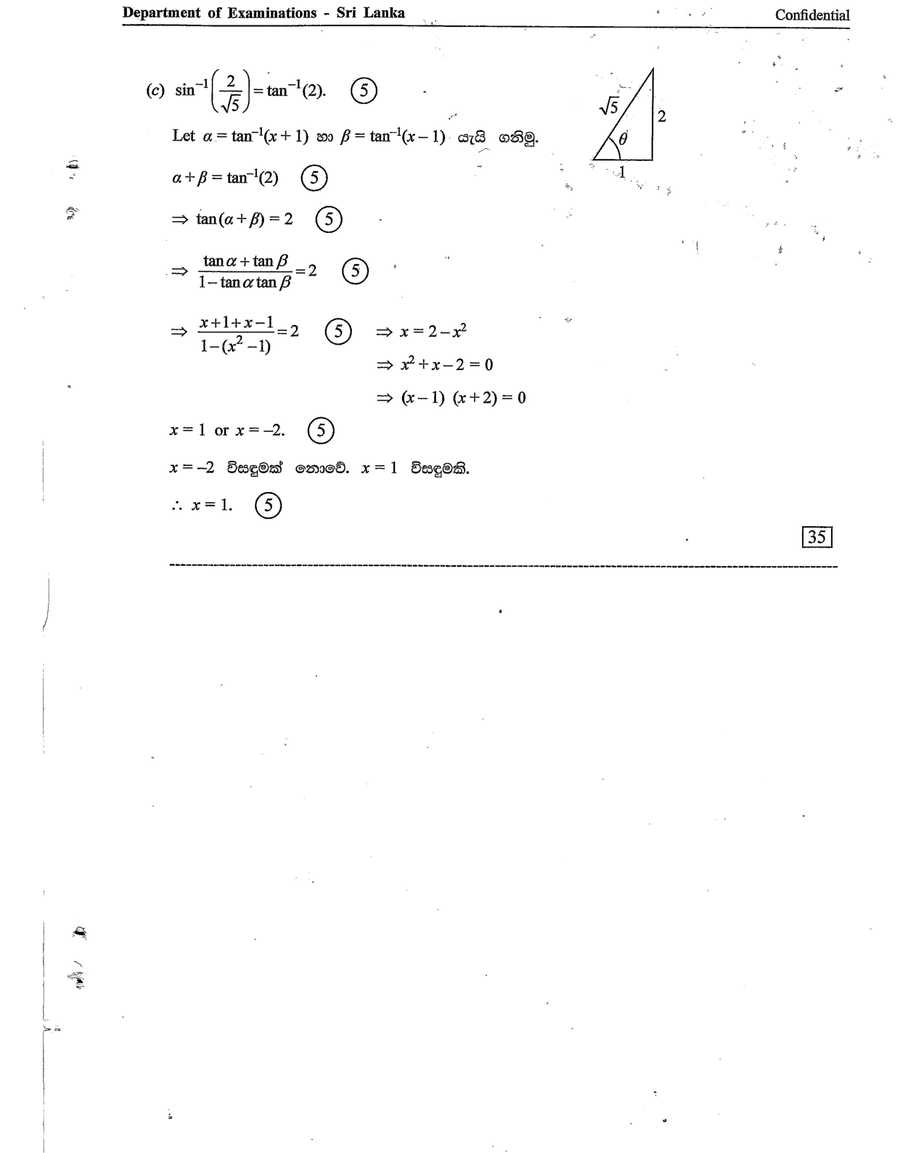 Department of Examinations - Sri Lanka Confidential
(c) sin⁻¹(2/√5) = tan⁻¹(2). (5)
√5 2 θ 1
Let α = tan⁻¹(x + 1) හා β = tan⁻¹(x – 1) යැයි ගනිමු.
α + β = tan⁻¹(2) (5)
⇒ tan(α + β) = 2 (5)
⇒ (tan α + tan β)/(1 – tan α tan β) = 2 (5)
⇒ (x+1+x–1)/(1–(x² –1)) = 2 (5) ⇒ x = 2 – x²
⇒ x² + x – 2 = 0
⇒ (x – 1) (x + 2) = 0
x = 1 or x = –2. (5)
x = –2 විසඳුමක් නොවේ. x = 1 විසඳුමකි.
∴ x = 1. (5)
35